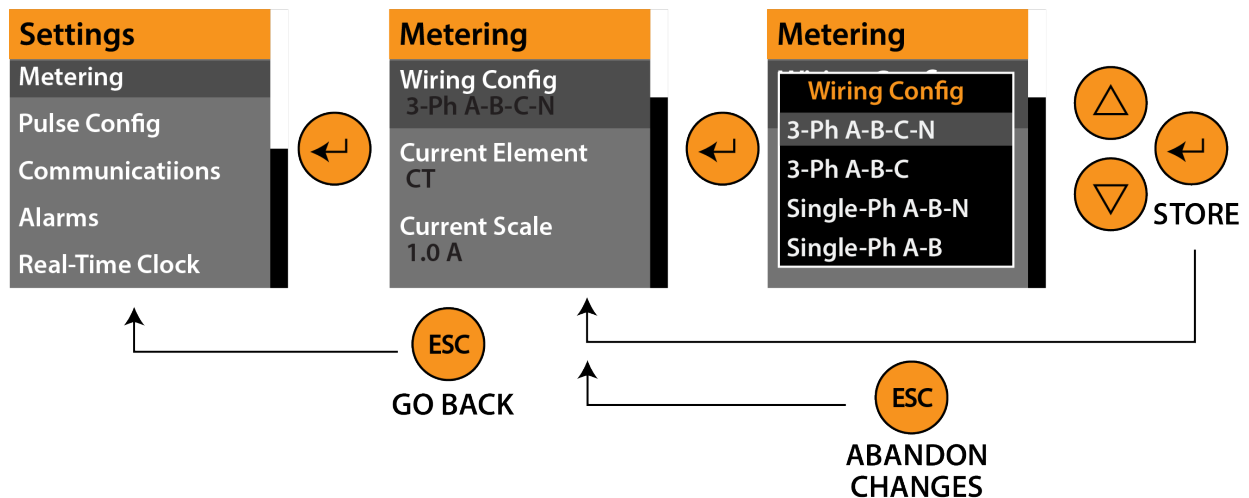 Settings
Metering
Pulse Config
Communicatiions
Alarms
Real-Time Clock
Metering
Wiring Config
3-Ph A-B-C-N
Current Element
CT
Current Scale
1.0 A
Metering
Wiring Config
3-Ph A-B-C-N
3-Ph A-B-C
Single-Ph A-B-N
Single-Ph A-B
STORE
ESC
GO BACK
ESC
ABANDON
CHANGES